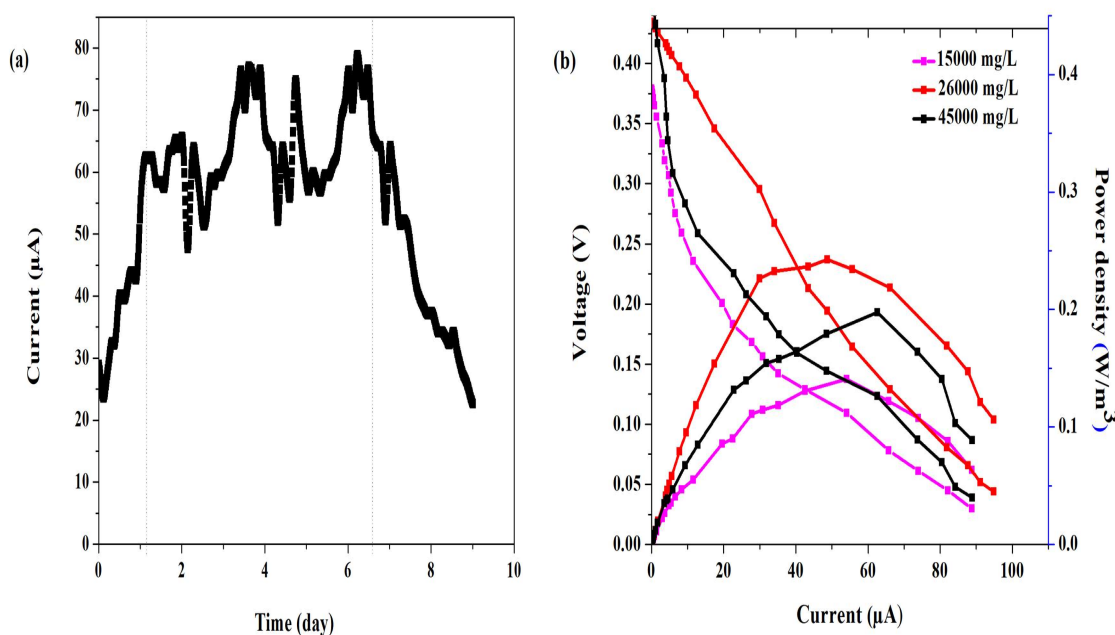 (a)
Current (µA)
90
80
70
60
50
40
30
20
10
0
0 2 4 6 8 10
Time (day)
(b)
15000 mg/L
26000 mg/L
45000 mg/L
Voltage (V)
0.40
0.35
0.30
0.25
0.20
0.15
0.10
0.05
0.00
0 20 40 60 80 100
Current (µA)
0.4
0.3
0.2
0.1
0.0
Power density (W/m³)